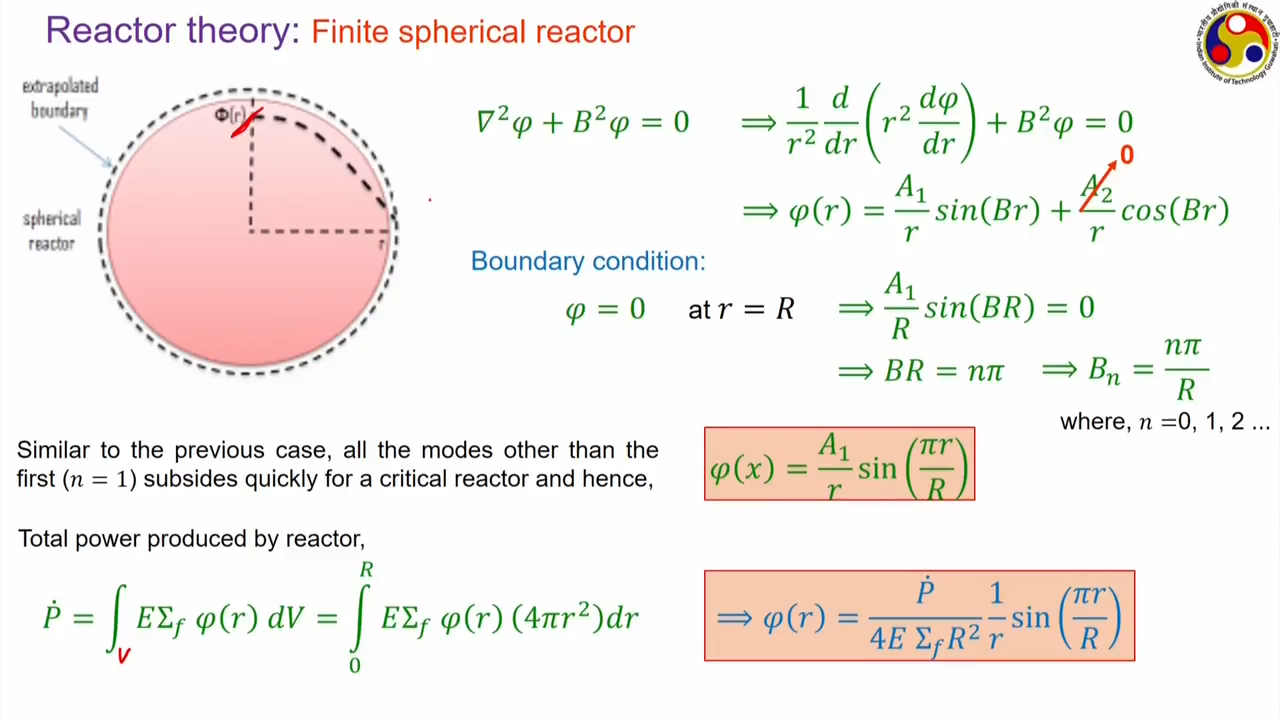 Reactor theory: Finite spherical reactor
extrapolated
boundary
Φ(r)
spherical
reactor
r
∇²φ + B²φ = 0 ⟹ 1/r² d/dr (r² dφ/dr) + B²φ = 0
0
⟹ φ(r) = A₁/r sin(Br) + A₂/r cos(Br)
Boundary condition:
φ = 0 at r = R ⟹ A₁/R sin(BR) = 0
⟹ BR = nπ ⟹ Bₙ = nπ/R
where, n =0, 1, 2 ...
Similar to the previous case, all the modes other than the
first (n = 1) subsides quickly for a critical reactor and hence,
φ(x) = A₁/r sin (πr/R)
Total power produced by reactor,
Ṗ = ∫_V EΣ_f φ(r) dV = ∫₀ᴿ EΣ_f φ(r) (4πr²)dr
⟹ φ(r) = Ṗ/(4E Σ_f R²) 1/r sin (πr/R)